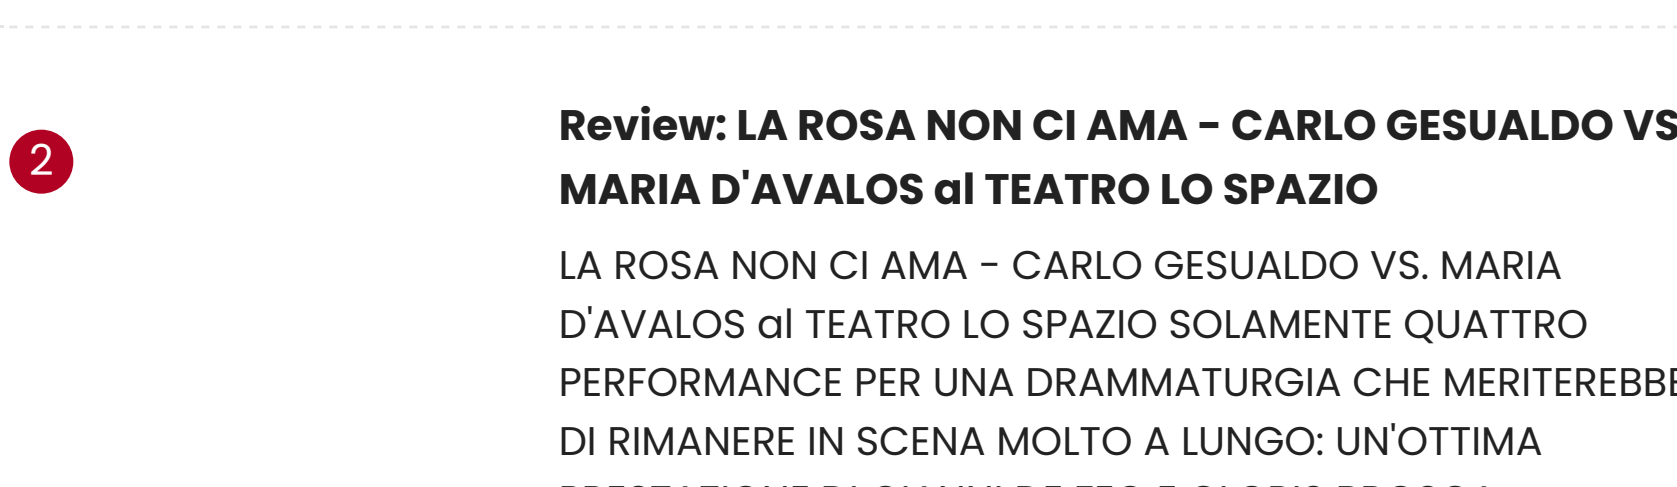 2
Review: LA ROSA NON CI AMA - CARLO GESUALDO VS
MARIA D'AVALOS al TEATRO LO SPAZIO
LA ROSA NON CI AMA - CARLO GESUALDO VS. MARIA
D'AVALOS al TEATRO LO SPAZIO SOLAMENTE QUATTRO
PERFORMANCE PER UNA DRAMMATURGIA CHE MERITEREBBE
DI RIMANERE IN SCENA MOLTO A LUNGO: UN'OTTIMA